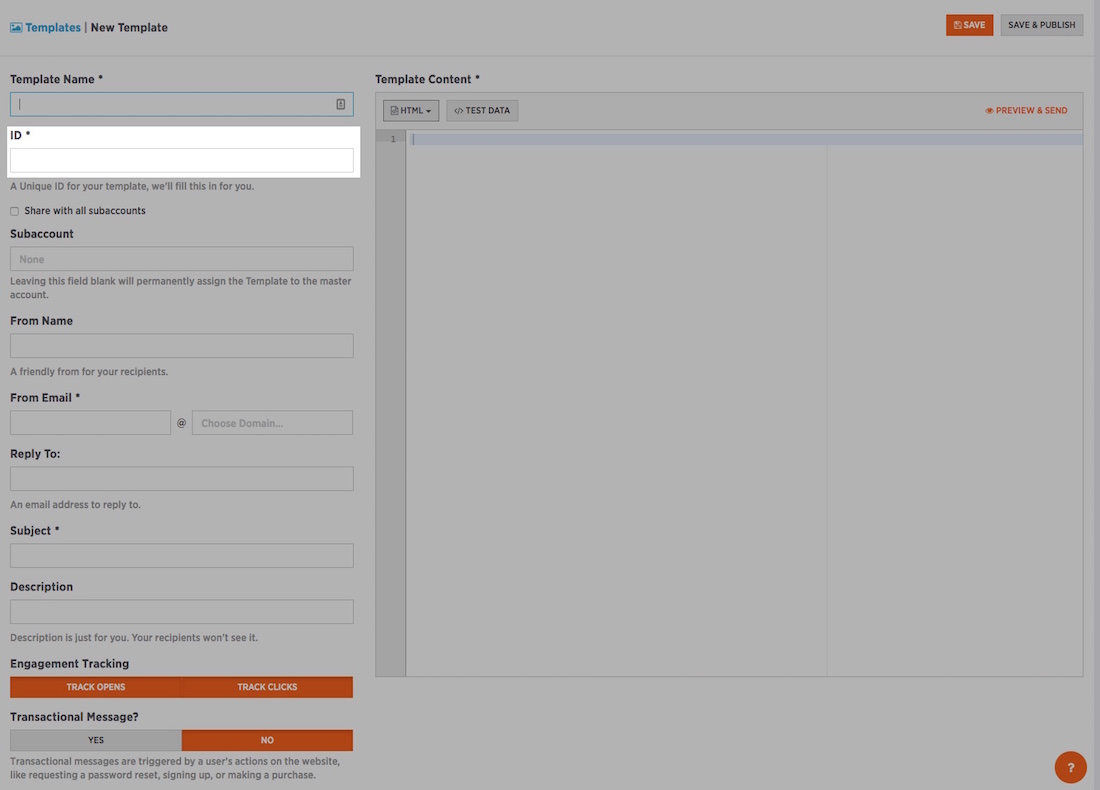 Templates | New Template
SAVE
SAVE & PUBLISH
Template Name *
ID *
A Unique ID for your template, we'll fill this in for you.
Share with all subaccounts
Subaccount
None
Leaving this field blank will permanently assign the Template to the master
account.
From Name
A friendly from for your recipients.
From Email *
@ Choose Domain...
Reply To:
An email address to reply to.
Subject *
Description
Description is just for you. Your recipients won't see it.
Engagement Tracking
TRACK OPENS
TRACK CLICKS
Transactional Message?
YES
NO
Transactional messages are triggered by a user's actions on the website,
like requesting a password reset, signing up, or making a purchase.
Template Content *
HTML
</> TEST DATA
PREVIEW & SEND
1
?